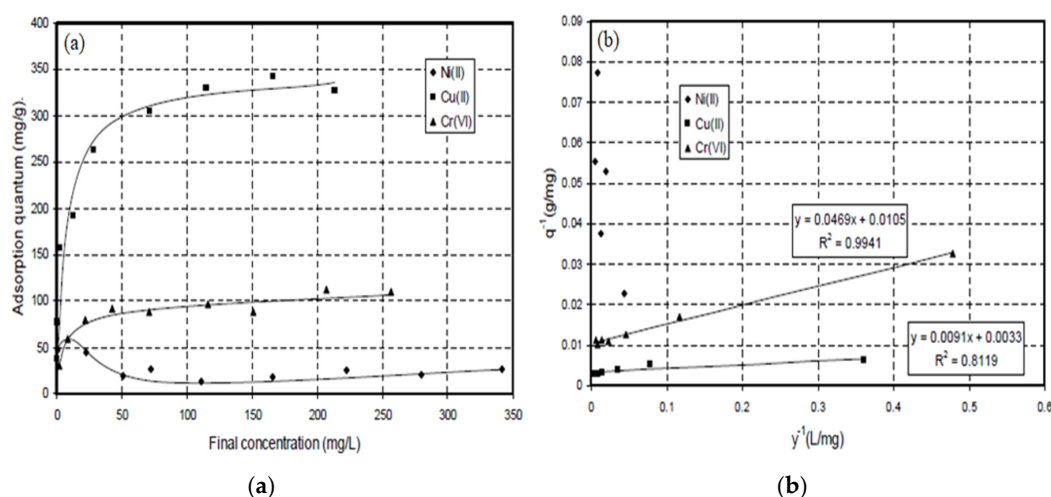 (a)
Adsorption quantum (mg/g).
400
350
300
250
200
150
100
50
0
Ni(II)
Cu(II)
Cr(VI)
0 50 100 150 200 250 300 350
Final concentration (mg/L)
(a)
(b)
q⁻¹(g/mg)
0.09
0.08
0.07
0.06
0.05
0.04
0.03
0.02
0.01
0
Ni(II)
Cu(II)
Cr(VI)
y = 0.0469x + 0.0105
R² = 0.9941
y = 0.0091x + 0.0033
R² = 0.8119
0 0.1 0.2 0.3 0.4 0.5 0.6
y⁻¹(L/mg)
(b)